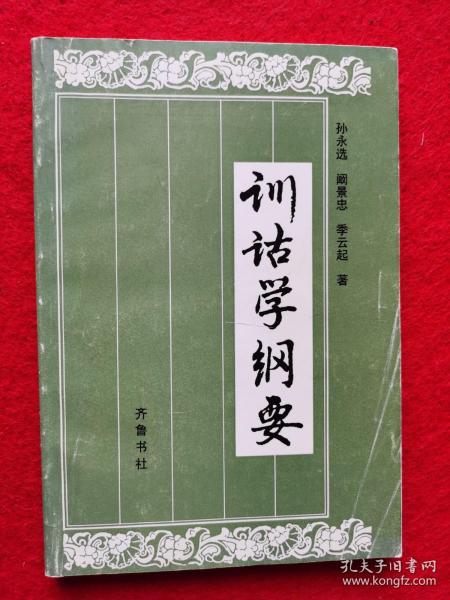 孙永选 阚景忠 季云起 著
训诂学纲要
齐鲁书社
孔夫子旧书网
www.kongfz.com